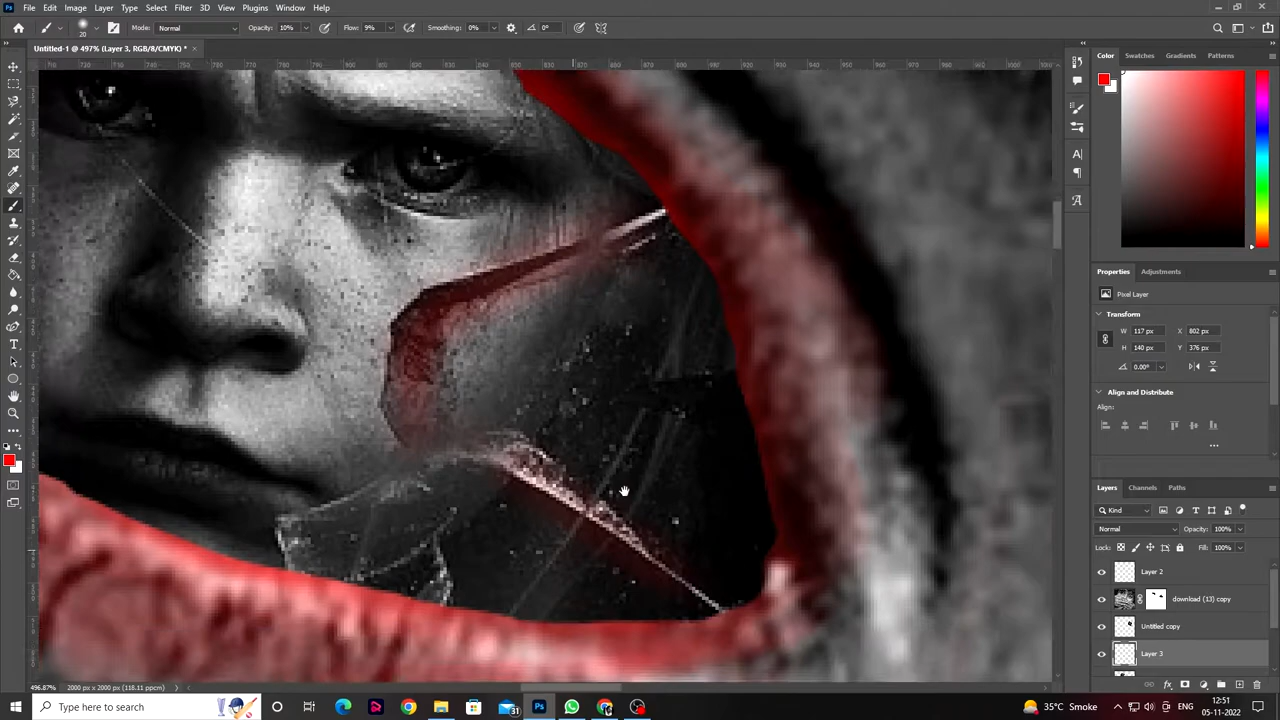 File Edit Image Layer Type Select Filter 3D View Plugins Window Help
Mode: Normal Opacity: 10% Flow: 9% Smoothing: 0% 0°
Untitled-1 @ 497% (Layer 3, RGB/8/CMYK) *
Color Swatches Gradients Patterns
Properties Adjustments
Pixel Layer
Transform
W 117 px X 802 px
H 140 px Y 376 px
0.00°
Align and Distribute
Align:
Layers Channels Paths
Kind
Normal Opacity: 100%
Lock: Fill: 100%
Layer 2
download (13) copy
Untitled copy
Layer 3
496.87% 2000 px x 2000 px (118.11 ppcm)
Type here to search
31
35°C Smoke
ENG
12:51
05-11-2022